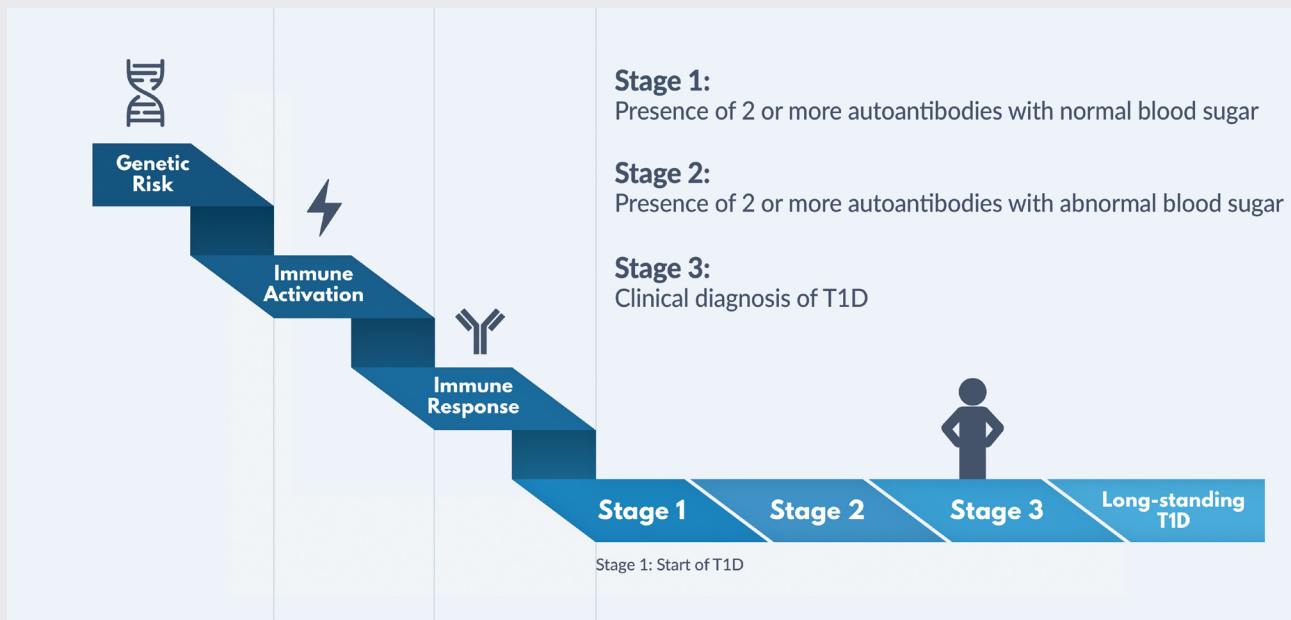 Stage 1:
Presence of 2 or more autoantibodies with normal blood sugar
Stage 2:
Presence of 2 or more autoantibodies with abnormal blood sugar
Stage 3:
Clinical diagnosis of T1D
Genetic
Risk
Immune
Activation
Immune
Response
Stage 1
Stage 2
Stage 3
Long-standing
T1D
Stage 1: Start of T1D